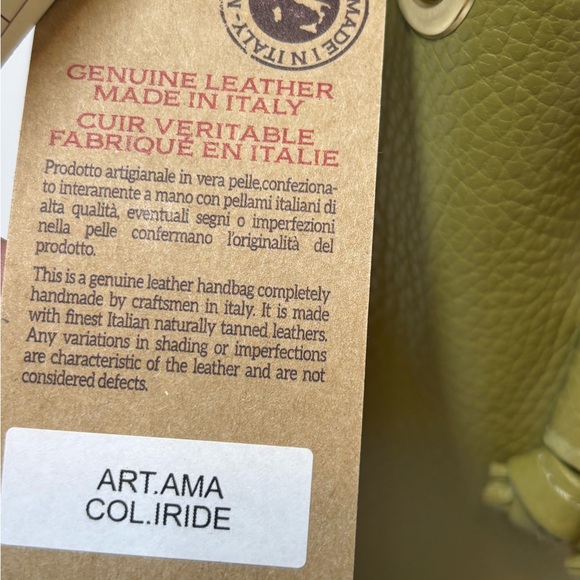 MADE IN ITALY
GENUINE LEATHER
MADE IN ITALY
CUIR VERITABLE
FABRIQUÉ EN ITALIE
Prodotto artigianale in vera pelle,confeziona-
to interamente a mano con pellami italiani di
alta qualità, eventuali segni o imperfezioni
nella pelle confermano l'originalità del
prodotto.
This is a genuine leather handbag completely
handmade by craftsmen in italy. It is made
with finest Italian naturally tanned leathers.
Any variations in shading or imperfections
are characteristic of the leather and are not
considered defects.
ART.AMA
COL.IRIDE